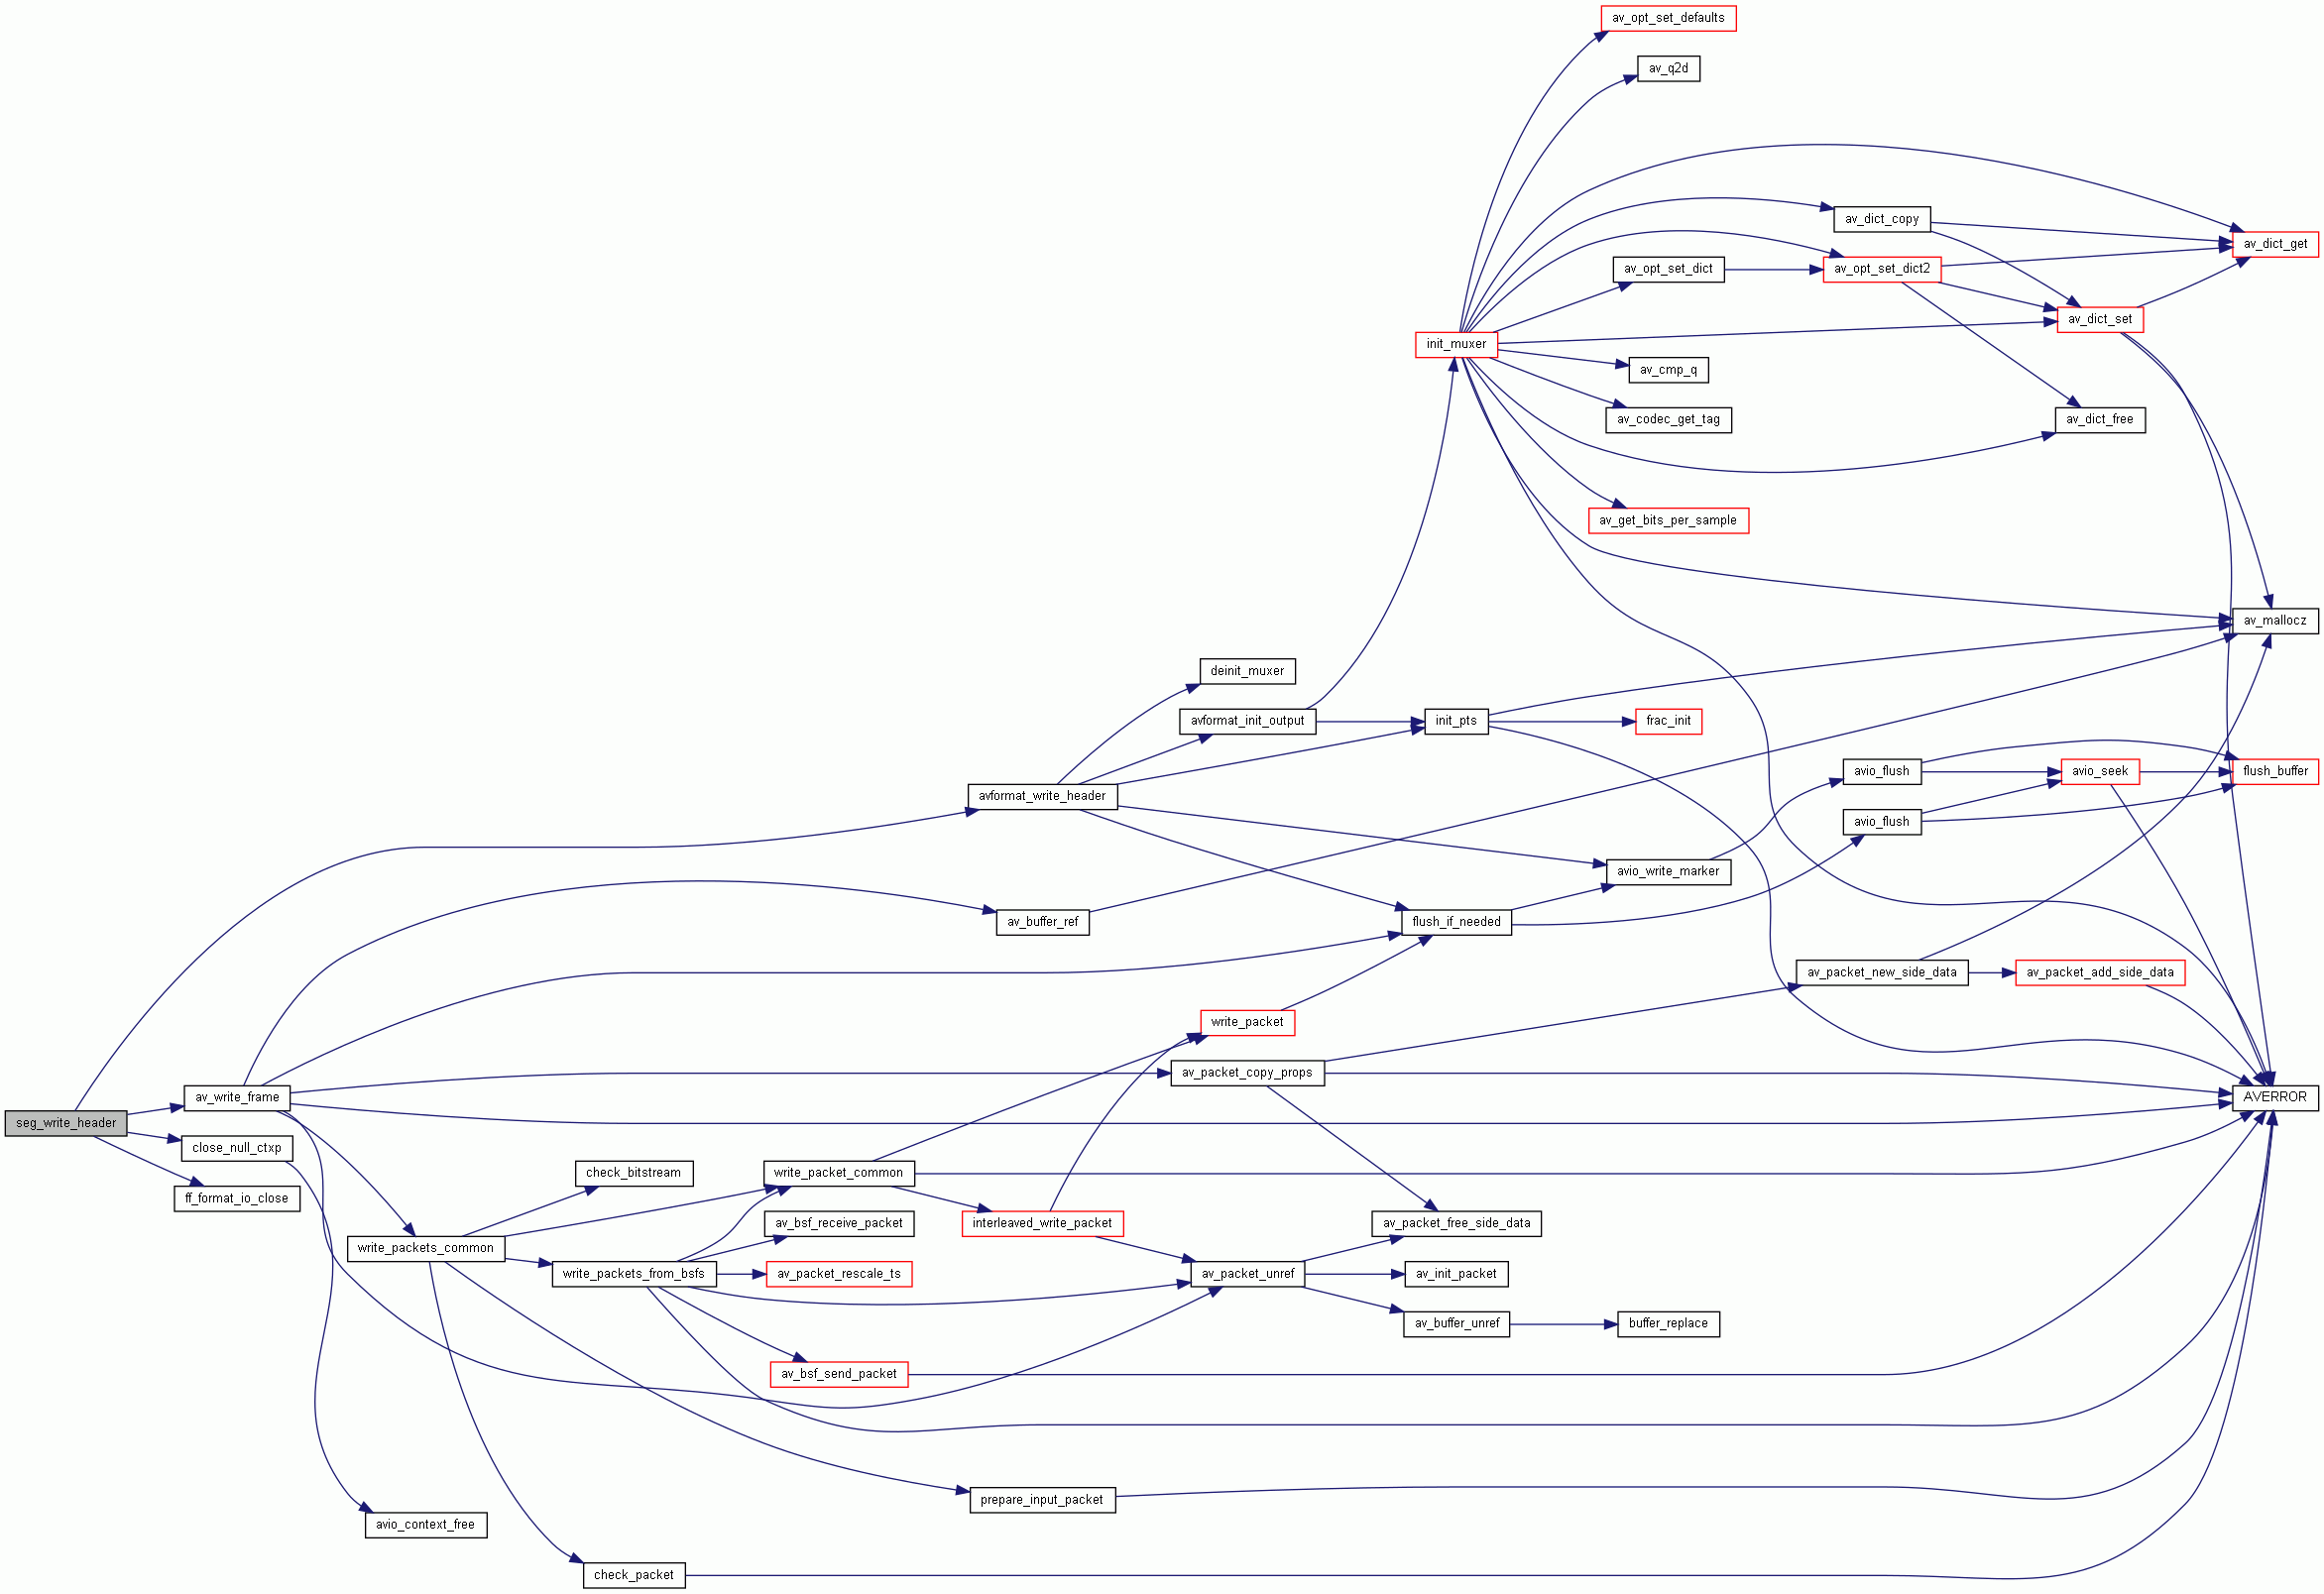 av_opt_set_defaults
av_q2d
av_dict_copy
av_dict_get
av_opt_set_dict
av_opt_set_dict2
av_dict_set
init_muxer
av_cmp_q
av_codec_get_tag
av_dict_free
av_get_bits_per_sample
av_mallocz
deinit_muxer
avformat_init_output
init_pts
frac_init
avio_flush
avio_seek
flush_buffer
avformat_write_header
avio_flush
avio_write_marker
av_buffer_ref
flush_if_needed
av_packet_new_side_data
av_packet_add_side_data
write_packet
av_packet_copy_props
av_write_frame
AVERROR
seg_write_header
close_null_ctxp
check_bitstream
write_packet_common
ff_format_io_close
av_bsf_receive_packet
interleaved_write_packet
av_packet_free_side_data
write_packets_common
write_packets_from_bsfs
av_packet_rescale_ts
av_packet_unref
av_init_packet
av_buffer_unref
buffer_replace
av_bsf_send_packet
prepare_input_packet
avio_context_free
check_packet